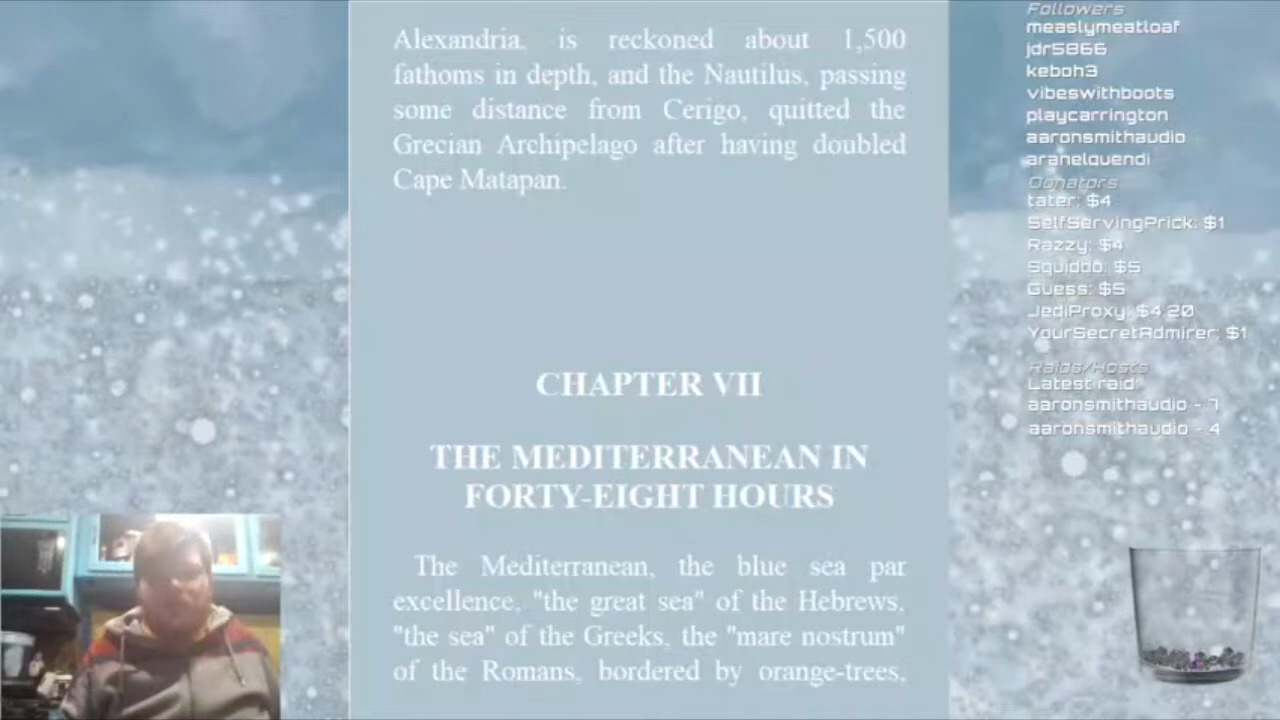 Alexandria, is reckoned about 1,500
fathoms in depth, and the Nautilus, passing
some distance from Cerigo, quitted the
Grecian Archipelago after having doubled
Cape Matapan.
CHAPTER VII
THE MEDITERRANEAN IN
FORTY-EIGHT HOURS
The Mediterranean, the blue sea par
excellence, "the great sea" of the Hebrews,
"the sea" of the Greeks, the "mare nostrum"
of the Romans, bordered by orange-trees,
Followers
measlymeatloaf
jdr5866
keboh3
vibeswithboots
playcarrington
aaronsmithaudio
aranelquendi
Donators
tater: $4
SelfServingPrick: $1
Razzy: $4
Squiddo: $5
Guess: $5
JediProxy: $4.20
YourSecretAdmirer: $1
Raids/Hosts
Latest raid:
aaronsmithaudio - 7
aaronsmithaudio - 4